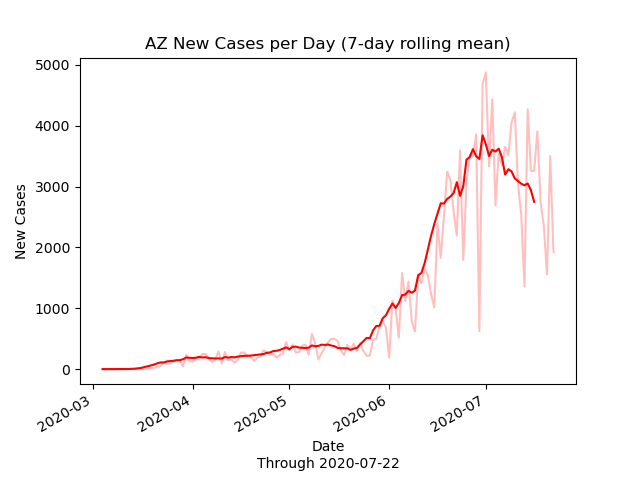 AZ New Cases per Day (7-day rolling mean)
5000
4000
3000
2000
1000
0
New Cases
2020-03
2020-04
2020-05
2020-06
2020-07
Date
Through 2020-07-22